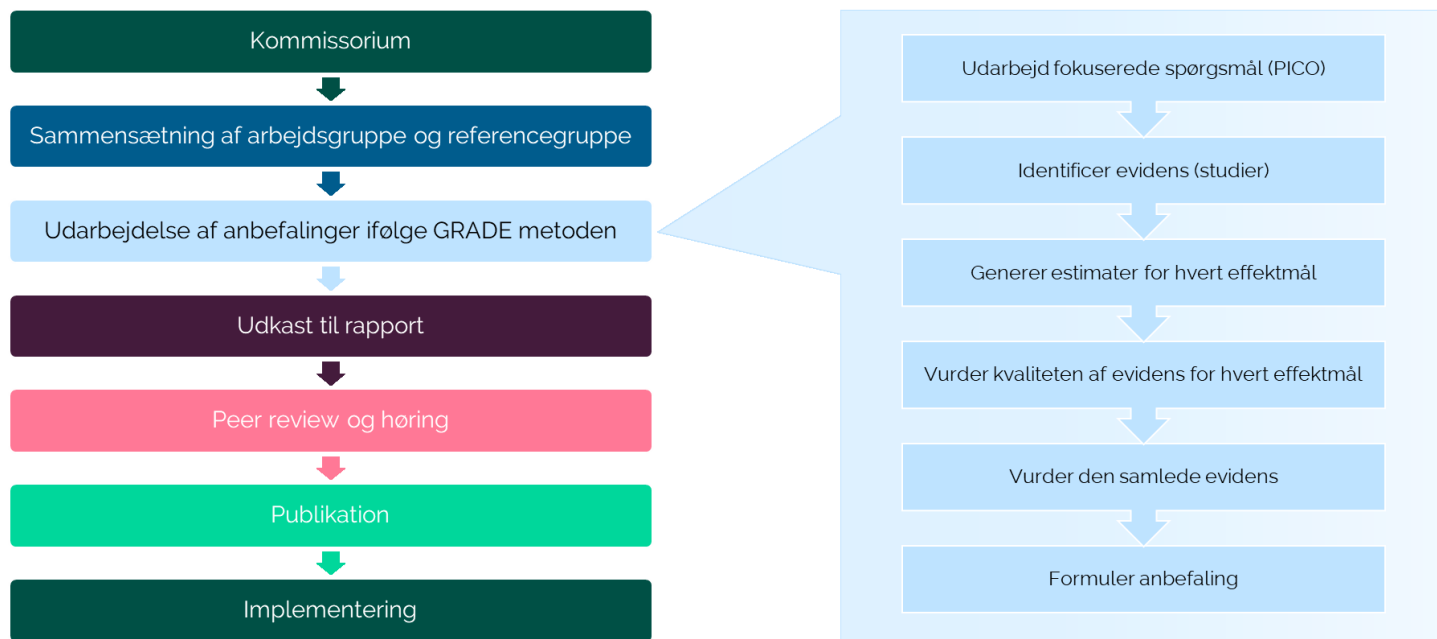 Kommissorium
Sammensætning af arbejdsgruppe og referencegruppe
Udarbejdelse af anbefalinger ifølge GRADE metoden
Udkast til rapport
Peer review og høring
Publikation
Implementering
Udarbejd fokuserede spørgsmål (PICO)
Identificer evidens (studier)
Generer estimater for hvert effektmål
Vurder kvaliteten af evidens for hvert effektmål
Vurder den samlede evidens
Formuler anbefaling